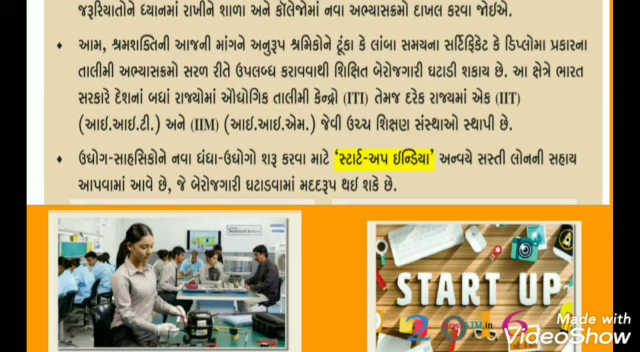 જરૂરિયાતોને ધ્યાનમાં રાખીને શાળા અને કૉલેજોમાં નવા અભ્યાસક્રમો દાખલ કરવા જોઈએ.
♦ આમ, શ્રમશક્તિની આજની માંગને અનુરૂપ શ્રમિકોને ટૂંકા કે લાંબા સમયના સર્ટિફિકેટ કે ડિપ્લોમા પ્રકારના
તાલીમી અભ્યાસક્રમો સરળ રીતે ઉપલબ્ધ કરાવવાથી શિક્ષિત બેરોજગારી ઘટાડી શકાય છે. આ ક્ષેત્રે ભારત
સરકારે દેશનાં બધાં રાજ્યોમાં ઔદ્યોગિક તાલીમી કેન્દ્રો (ITI) તેમજ દરેક રાજ્યમાં એક (IIT)
(આઇ.આઇ.ટી.) અને (IIM) (આઇ.આઇ.એમ.) જેવી ઉચ્ચ શિક્ષણ સંસ્થાઓ સ્થાપી છે.
♦ ઉદ્યોગ-સાહસિકોને નવા ધંધા-ઉદ્યોગો શરૂ કરવા માટે ‘સ્ટાર્ટ-અપ ઇન્ડિયા’ અન્વયે સસ્તી લોનની સહાય
આપવામાં આવે છે, જે બેરોજગારી ઘટાડવામાં મદદરૂપ થઈ શકે છે.
START UP
2016
Made with
VideoShow